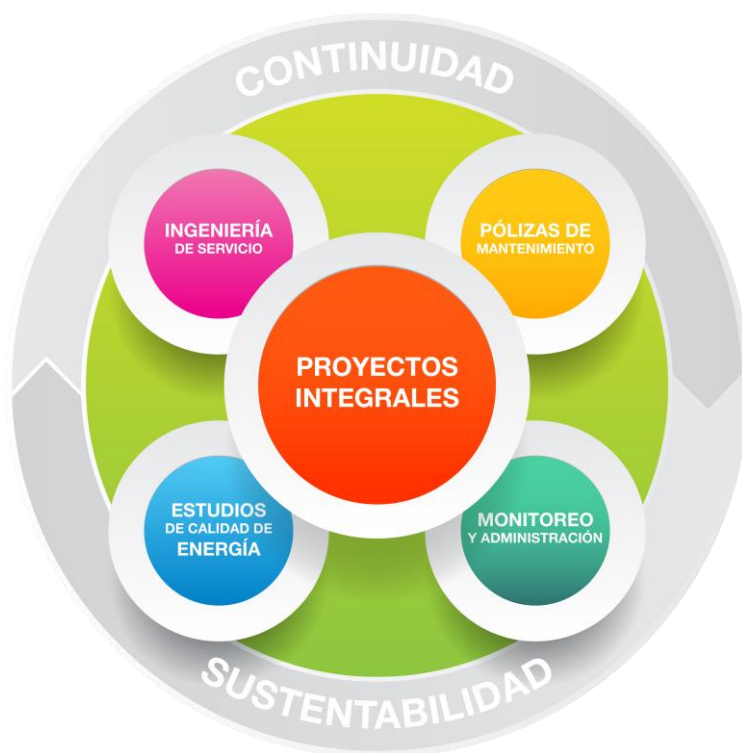 CONTINUIDAD
INGENIERÍA
DE SERVICIO
PÓLIZAS DE
MANTENIMIENTO
PROYECTOS
INTEGRALES
ESTUDIOS
DE CALIDAD DE
ENERGÍA
MONITOREO
Y ADMINISTRACIÓN
SUSTENTABILIDAD